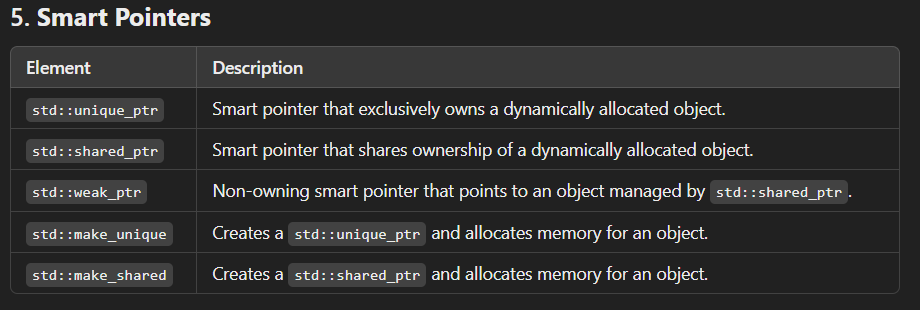 5. Smart Pointers
Element Description
std::unique_ptr Smart pointer that exclusively owns a dynamically allocated object.
std::shared_ptr Smart pointer that shares ownership of a dynamically allocated object.
std::weak_ptr Non-owning smart pointer that points to an object managed by std::shared_ptr.
std::make_unique Creates a std::unique_ptr and allocates memory for an object.
std::make_shared Creates a std::shared_ptr and allocates memory for an object.